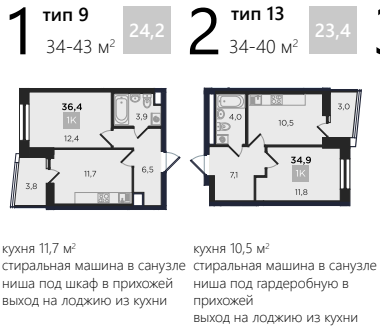 1 тип 9 24,2
34-43 м²
2 тип 13 23,4
34-40 м²
36,4
1К
12,4
3,9
11,7
6,5
3,8
4,0
10,5
3,0
7,1
34,9
1К
11,8
кухня 11,7 м²
стиральная машина в санузле
ниша под шкаф в прихожей
выход на лоджию из кухни
кухня 10,5 м²
стиральная машина в санузле
ниша под гардеробную в
прихожей
выход на лоджию из кухни